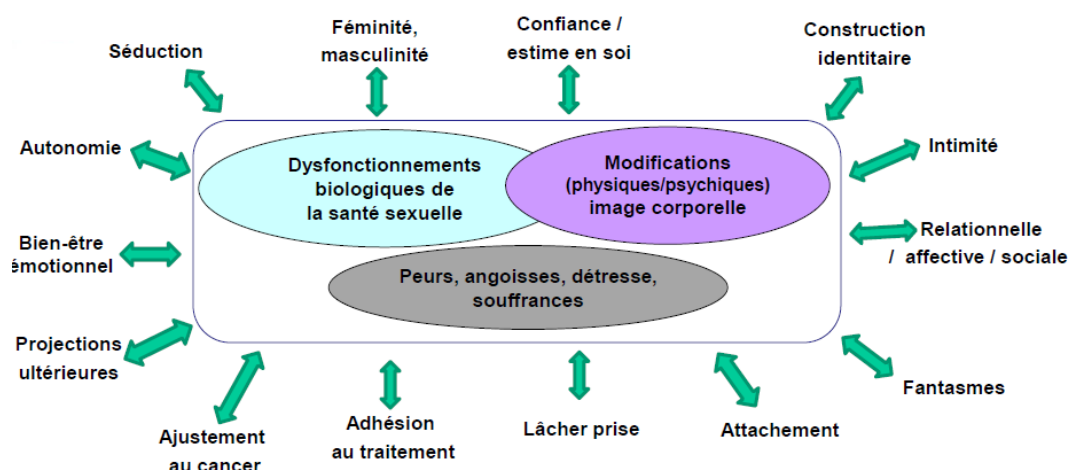 Séduction
Féminité,
masculinité
Confiance /
estime en soi
Construction
identitaire
Autonomie
Dysfonctionnements
biologiques de
la santé sexuelle
Modifications
(physiques/psychiques)
image corporelle
Intimité
Bien-être
émotionnel
Peurs, angoisses, détresse,
souffrances
Relationnelle
/ affective / sociale
Projections
ultérieures
Fantasmes
Ajustement
au cancer
Adhésion
au traitement
Lâcher prise
Attachement